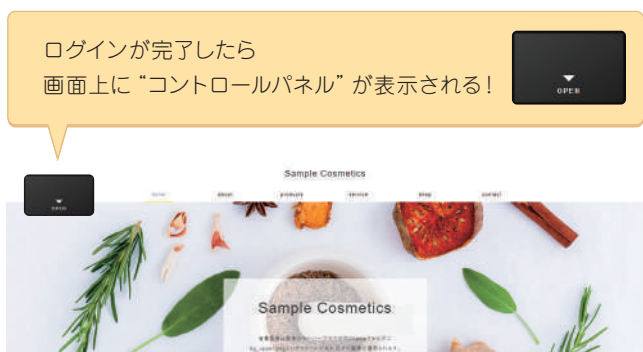 ログインが完了したら
画面上に“コントロールパネル”が表示される！
OPEN
Sample Cosmetics
OPEN
home
about
products
service
shop
contact
Sample Cosmetics